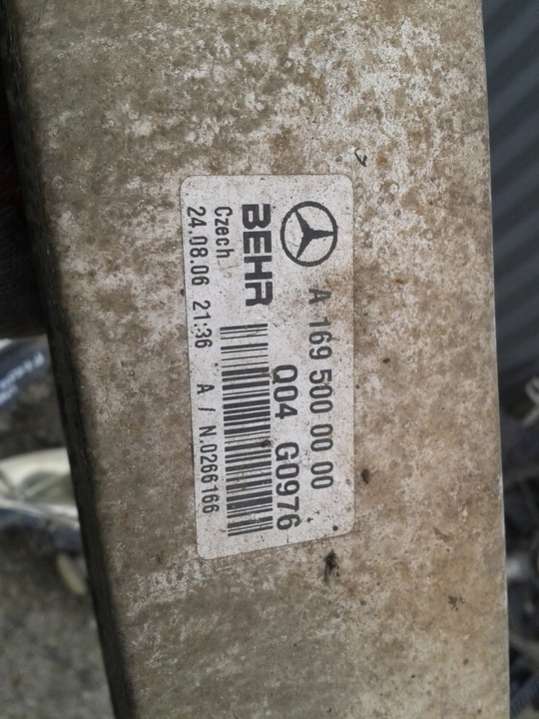 A 169 500 00 00
BEHR
Q04 G0976
Czech
24.08.06 21:36 A / N.0266166